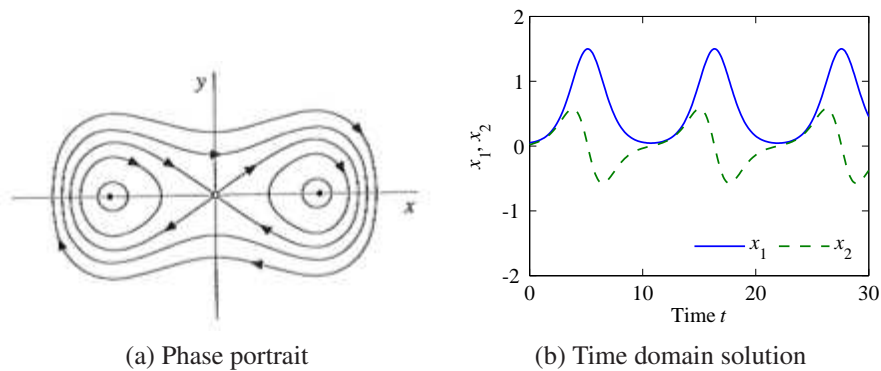 y
x
(a) Phase portrait
2
1
0
-1
-2
x1, x2
x1 x2
0 10 20 30
Time t
(b) Time domain solution